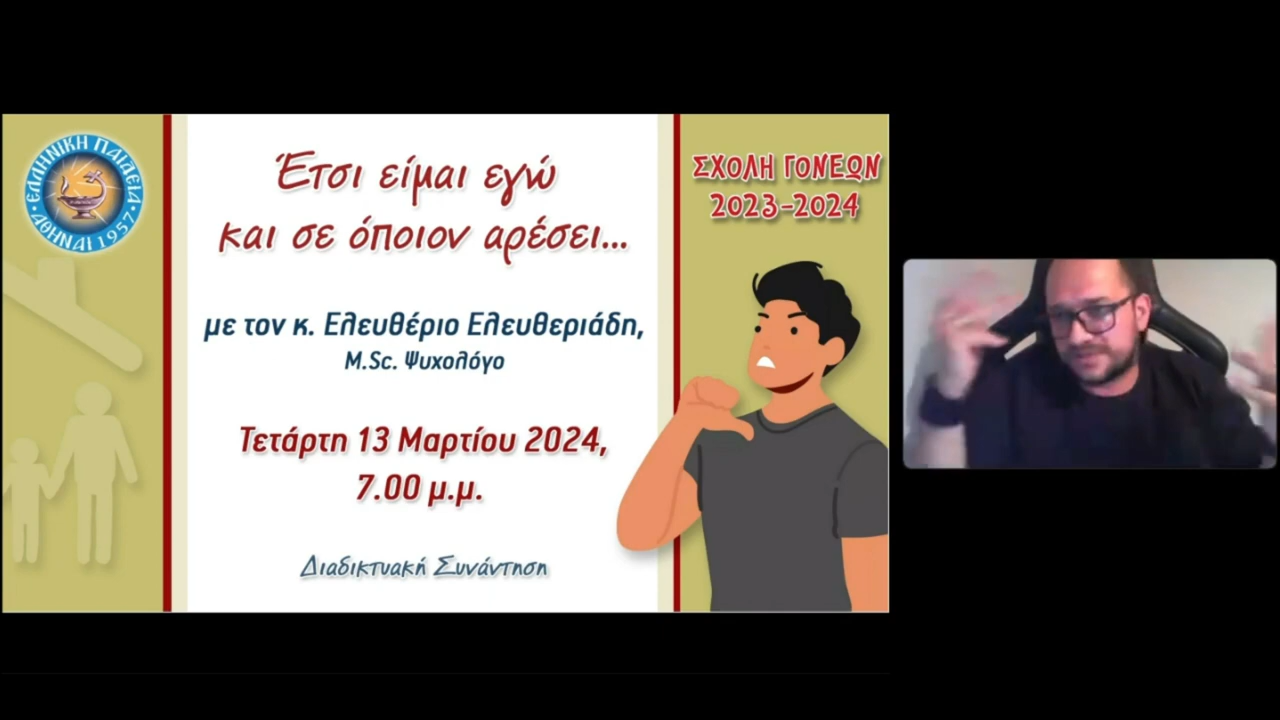 ΕΛΛΗΝΙΚΗ ΠΑΙΔΕΙΑ
ΑΘΗΝΑΙ 1957
Έτσι είμαι εγώ
και σε όποιον αρέσει...
με τον κ. Ελευθέριο Ελευθεριάδη,
M.Sc. Ψυχολόγο
Τετάρτη 13 Μαρτίου 2024,
7.00 μ.μ.
Διαδικτυακή Συνάντηση
ΣΧΟΛΗ ΓΟΝΕΩΝ
2023-2024